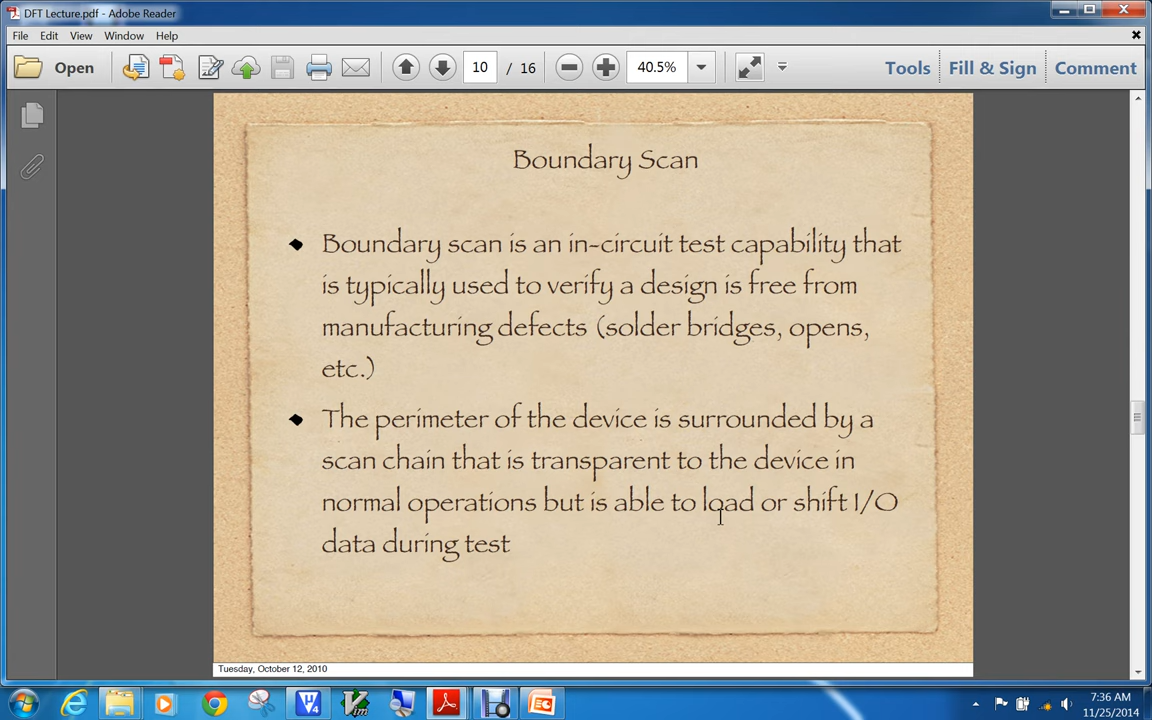 DFT Lecture.pdf - Adobe Reader
File Edit View Window Help
Open 10 / 16 40.5% Tools Fill & Sign Comment
Boundary Scan
Boundary scan is an in-circuit test capability that
is typically used to verify a design is free from
manufacturing defects (solder bridges, opens,
etc.)
The perimeter of the device is surrounded by a
scan chain that is transparent to the device in
normal operations but is able to load or shift I/O
data during test
Tuesday, October 12, 2010
7:36 AM
11/25/2014